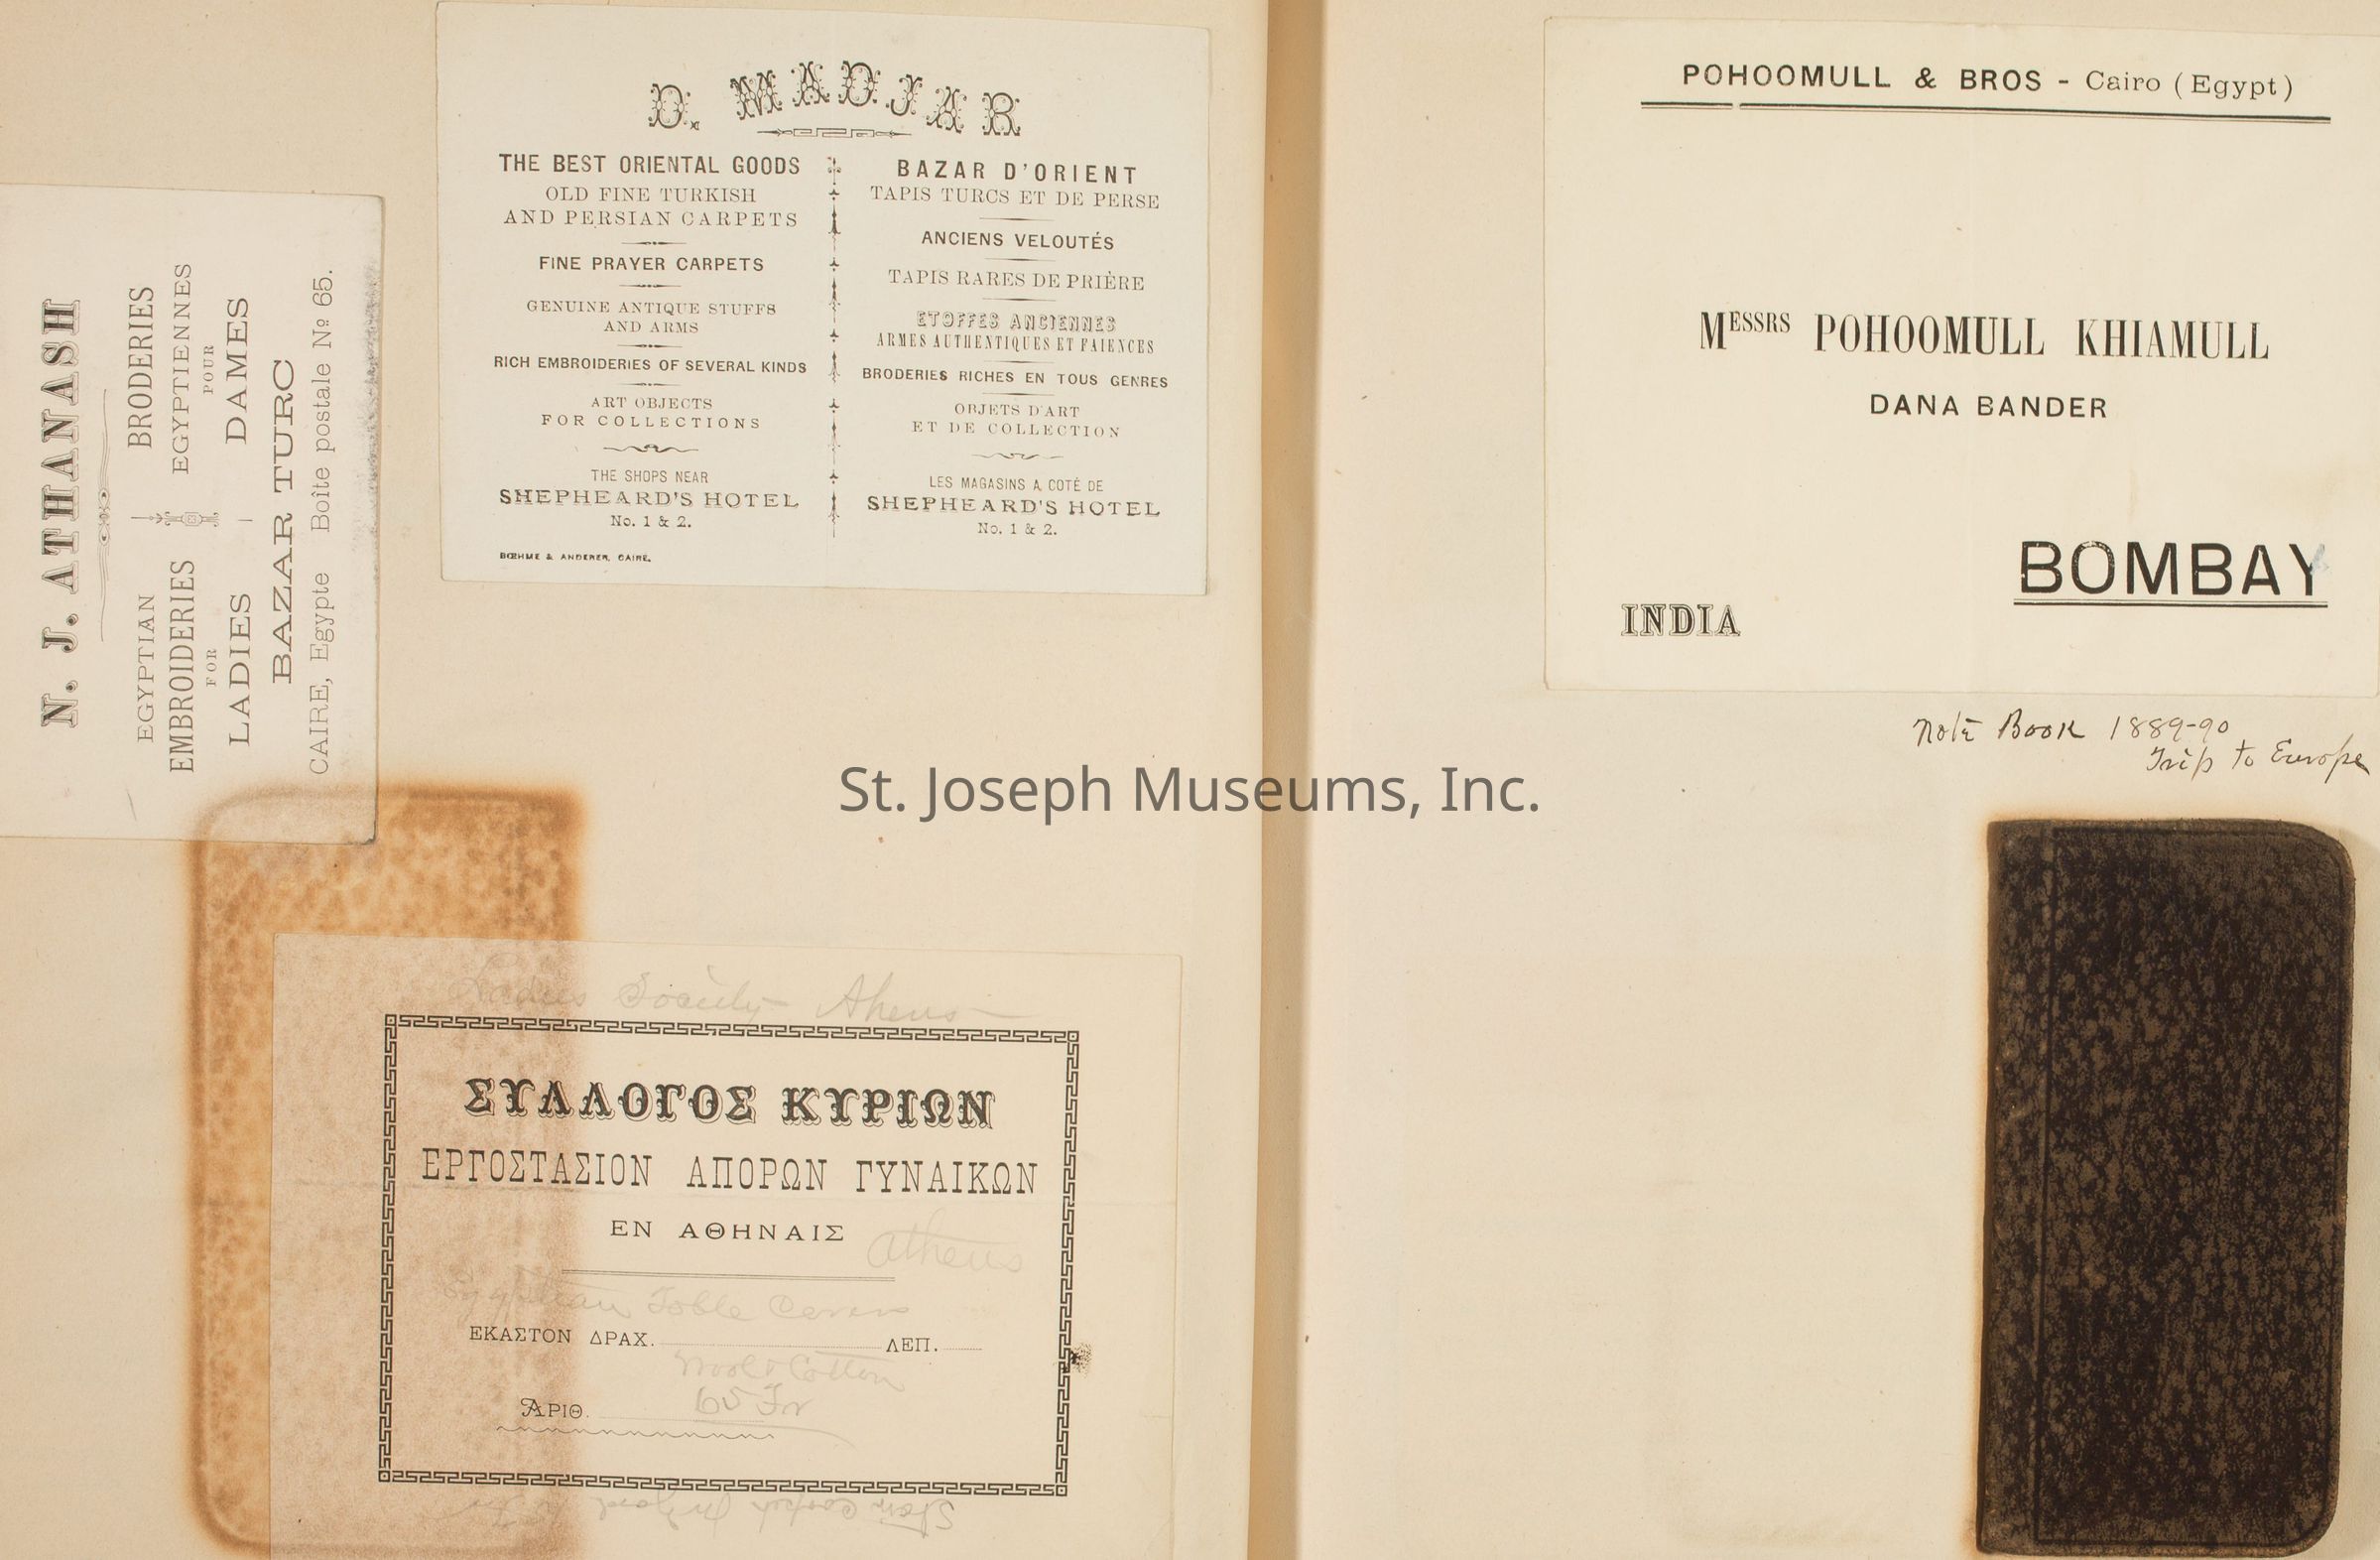 N. J. ATHANASH
EGYPTIAN
EMBROIDERIES
FOR
LADIES
BRODERIES
EGYPTIENNES
POUR
DAMES
BAZAR TURC
CAIRE, Egypte Boîte postale Nº 65.
D. MADJAR
THE BEST ORIENTAL GOODS
OLD FINE TURKISH
AND PERSIAN CARPETS
FINE PRAYER CARPETS
GENUINE ANTIQUE STUFFS
AND ARMS
RICH EMBROIDERIES OF SEVERAL KINDS
ART OBJECTS
FOR COLLECTIONS
THE SHOPS NEAR
SHEPHEARD'S HOTEL
No. 1 & 2.
BŒHME & ANDERER, CAIRE.
BAZAR D'ORIENT
TAPIS TURCS ET DE PERSE
ANCIENS VELOUTÉS
TAPIS RARES DE PRIÈRE
ETOFFES ANCIENNES
ARMES AUTHENTIQUES ET FAIENCES
BRODERIES RICHES EN TOUS GENRES
OBJETS D'ART
ET DE COLLECTION
LES MAGASINS A COTÉ DE
SHEPHEARD'S HOTEL
No. 1 & 2.
Ladies Society Athens
ΣΥΛΛΟΓΟΣ ΚΥΡΙΩΝ
ΕΡΓΟΣΤΑΣΙΟΝ ΑΠΟΡΩΝ ΓΥΝΑΙΚΩΝ
ΕΝ ΑΘΗΝΑΙΣ
Athens
Egyptian Table Covers
ΕΚΑΣΤΟΝ ΔΡΑΧ. ΛΕΠ.
Wool & Cotton
ΑΡΙΘ. 65 Fr
POHOOMULL & BROS - Cairo (Egypt)
MESSRS POHOOMULL KHIAMULL
DANA BANDER
BOMBAY
INDIA
Note Book 1889-90
Trip to Europe
St. Joseph Museums, Inc.